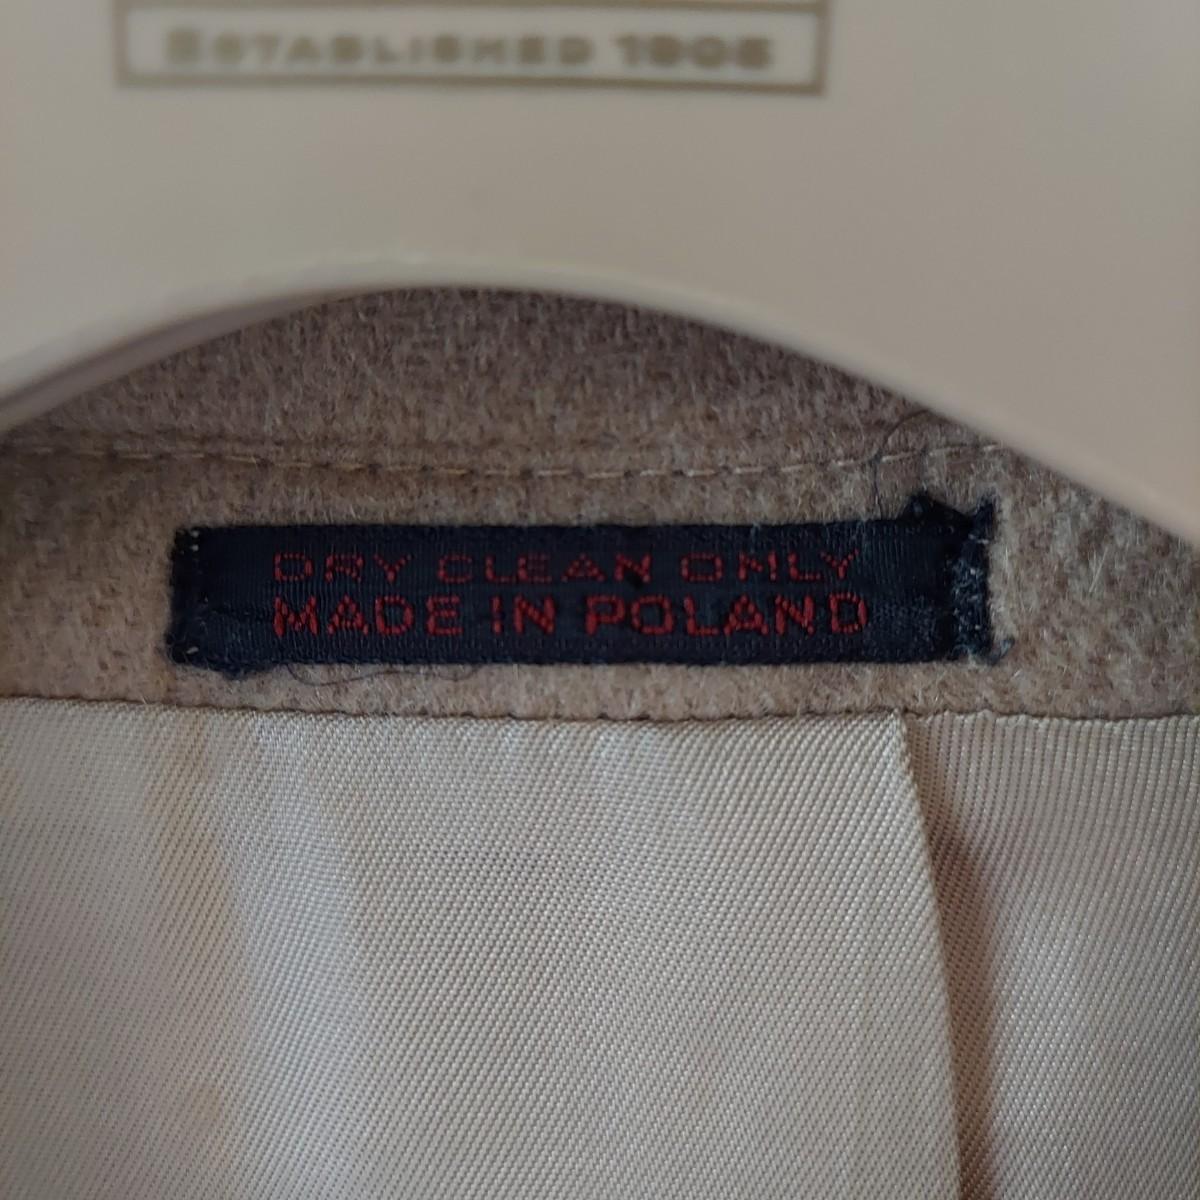 ESTABLISHED 1905
DRY CLEAN ONLY
MADE IN POLAND